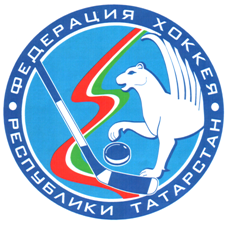 ФЕДЕРАЦИЯ ХОККЕЯ
РЕСПУБЛИКИ ТАТАРСТАН